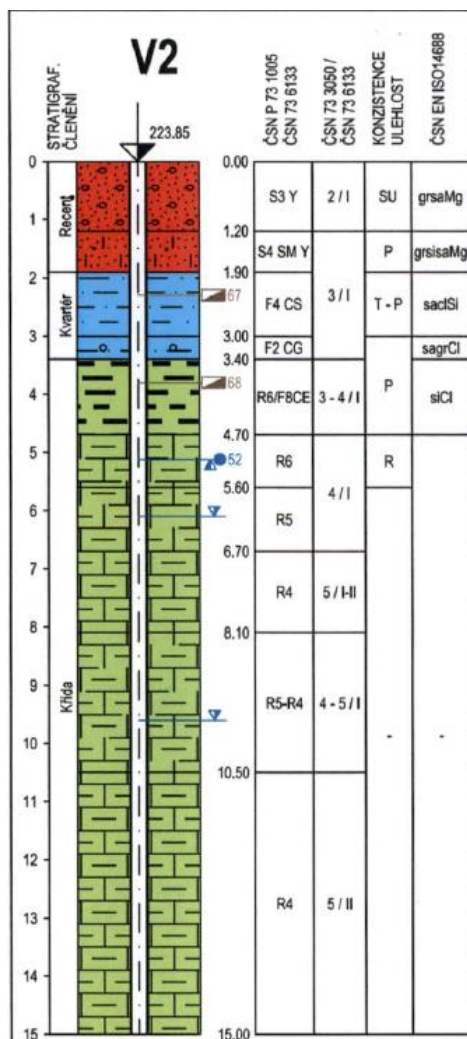 V2
STRATIGRAF.
ČLENĚNÍ
223.85
ČSN P 73 1005
ČSN 73 6133
ČSN 73 3050 /
ČSN 73 6133
KONZISTENCE
ULEHLOST
ČSN EN ISO14688
0 0.00
Recent S3 Y 2 / I SU grsaMg
1
1.20
S4 SM Y P grsisaMg
2 1.90
Kvartér 67 3 / I F4 CS T - P saclSi
3 3.00
F2 CG sagrCl
3.40
4 68 R6/F8CE 3 - 4 / I P siCl
4.70
5 52 R6 R
5.60
4 / I
6 R5
6.70
7 R4 5 / I-II
8 8.10
9 Křída R5-R4 4 - 5 / I
10 - -
10.50
11
12
13 R4 5 / II
14
15 15.00